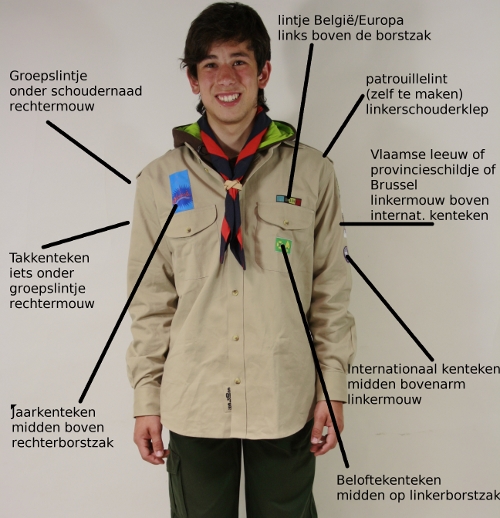 lintje België/Europa
links boven de borstzak
Groepslintje
onder schoudernaad
rechtermouw
patrouillelint
(zelf te maken)
linkerschouderklep
Vlaamse leeuw of
provincieschildje of
Brussel
linkermouw boven
internat. kenteken
Takkenteken
iets onder
groepslintje
rechtermouw
Internationaal kenteken
midden bovenarm
linkermouw
Jaarkenteken
midden boven
rechterborstzak
Beloftekenteken
midden op linkerborstzak